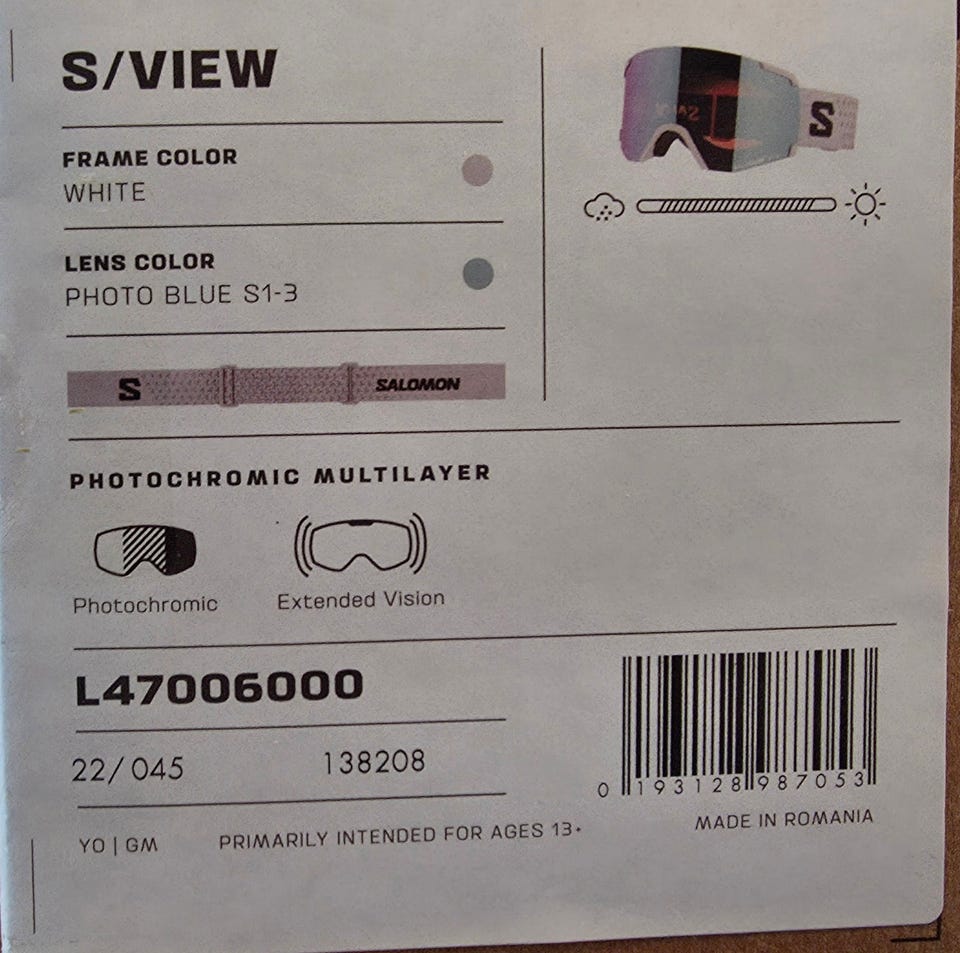 S/VIEW
FRAME COLOR
WHITE
LENS COLOR
PHOTO BLUE S1-3
S
S SALOMON
PHOTOCHROMIC MULTILAYER
Photochromic
Extended Vision
L47006000
22/045 138208
0 193128 987053
YO | GM
PRIMARILY INTENDED FOR AGES 13+
MADE IN ROMANIA